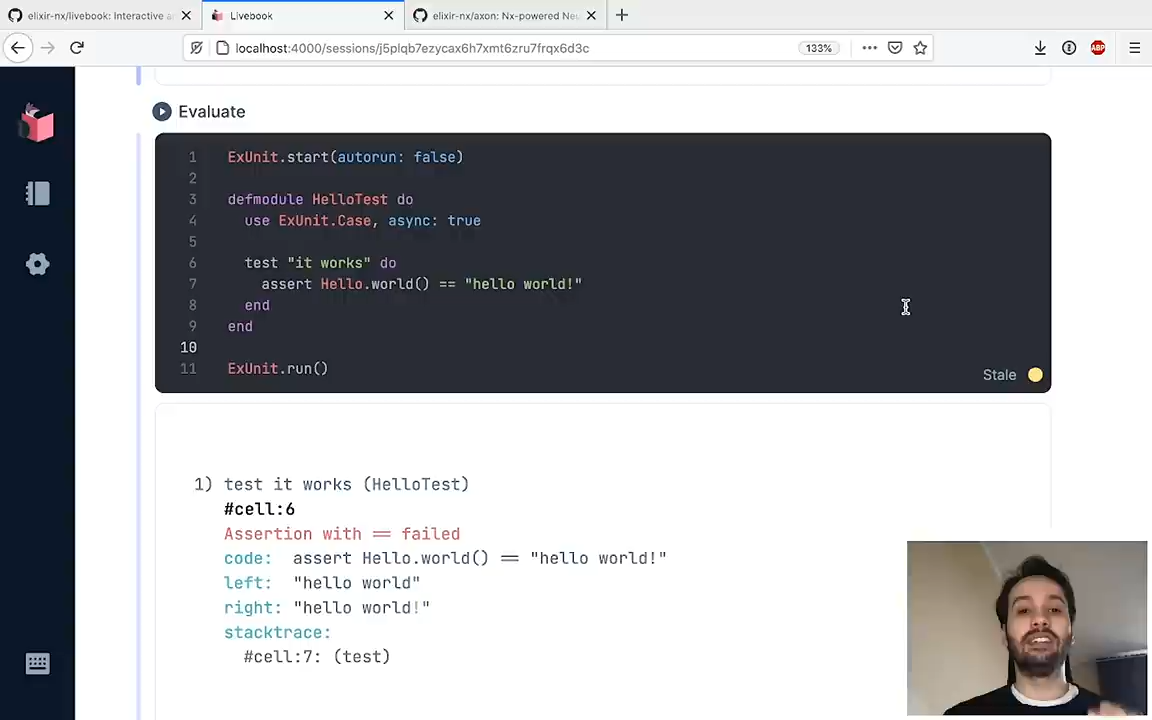 elixir-nx/livebook: Interactive a
Livebook
elixir-nx/axon: Nx-powered Neu
localhost:4000/sessions/j5plqb7ezycax6h7xmt6zru7frqx6d3c
133%
ABP
Evaluate
1 ExUnit.start(autorun: false)
2
3 defmodule HelloTest do
4 use ExUnit.Case, async: true
5
6 test "it works" do
7 assert Hello.world() == "hello world!"
8 end
9 end
10
11 ExUnit.run()
Stale
1) test it works (HelloTest)
#cell:6
Assertion with == failed
code: assert Hello.world() == "hello world!"
left: "hello world"
right: "hello world!"
stacktrace:
#cell:7: (test)